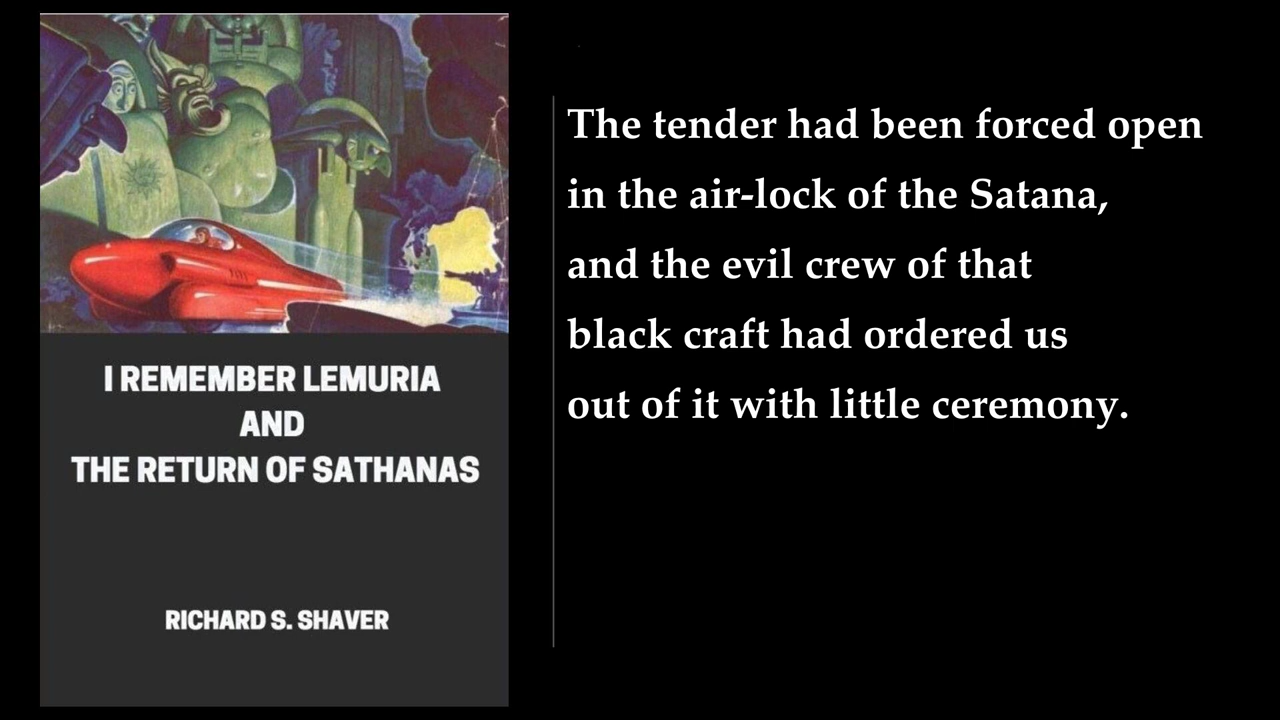 I REMEMBER LEMURIA
AND
THE RETURN OF SATHANAS
RICHARD S. SHAVER
The tender had been forced open
in the air-lock of the Satana,
and the evil crew of that
black craft had ordered us
out of it with little ceremony.